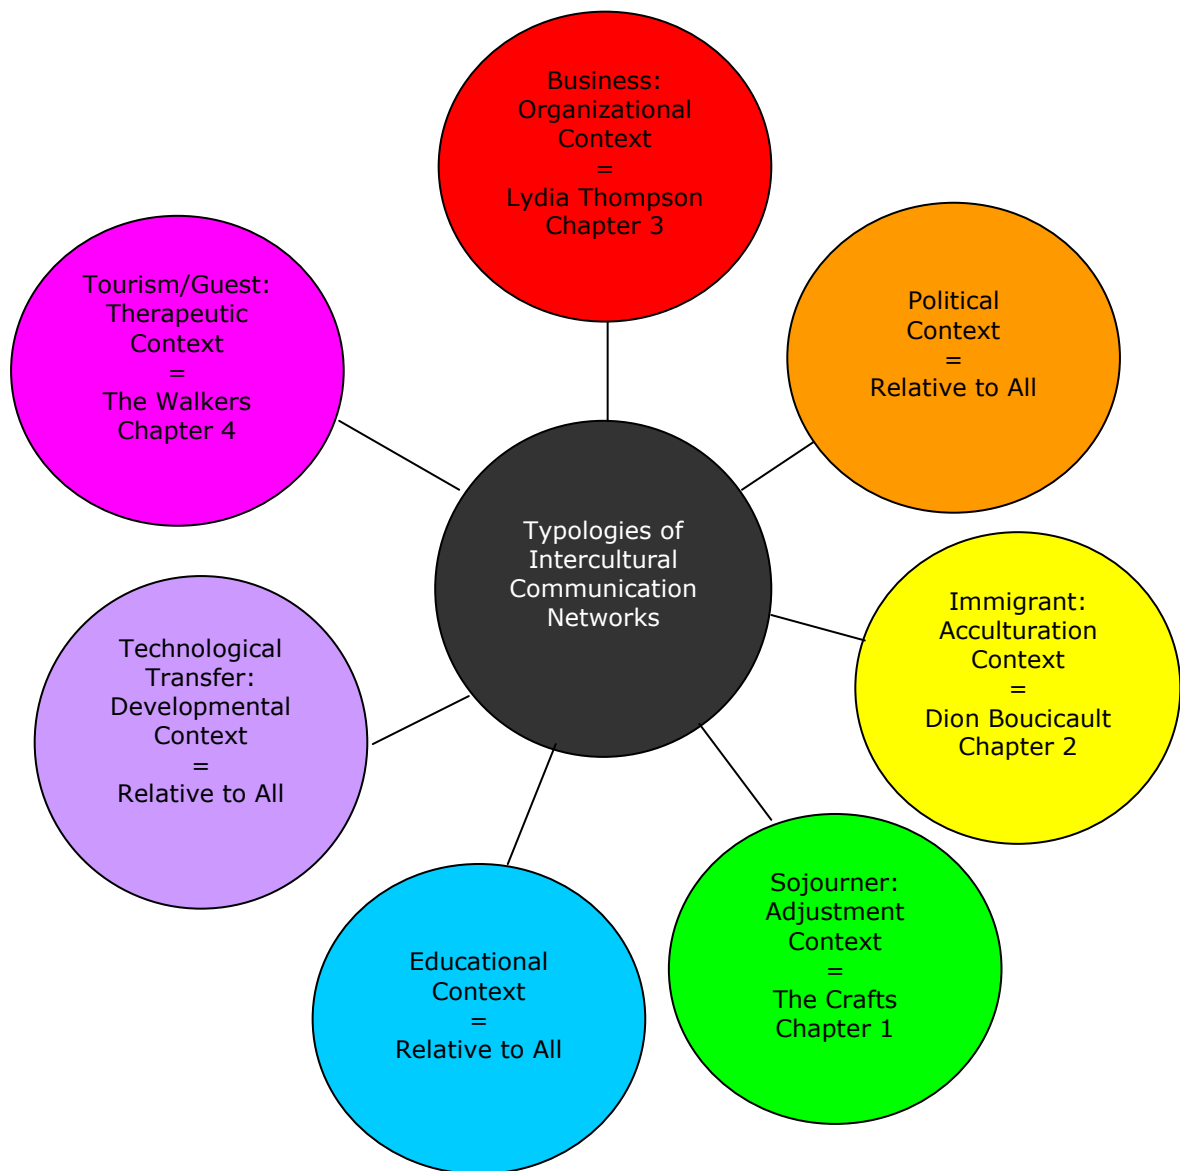 Business:
Organizational
Context
=
Lydia Thompson
Chapter 3
Political
Context
=
Relative to All
Immigrant:
Acculturation
Context
=
Dion Boucicault
Chapter 2
Sojourner:
Adjustment
Context
=
The Crafts
Chapter 1
Educational
Context
=
Relative to All
Technological
Transfer:
Developmental
Context
=
Relative to All
Tourism/Guest:
Therapeutic
Context
=
The Walkers
Chapter 4
Typologies of
Intercultural
Communication
Networks